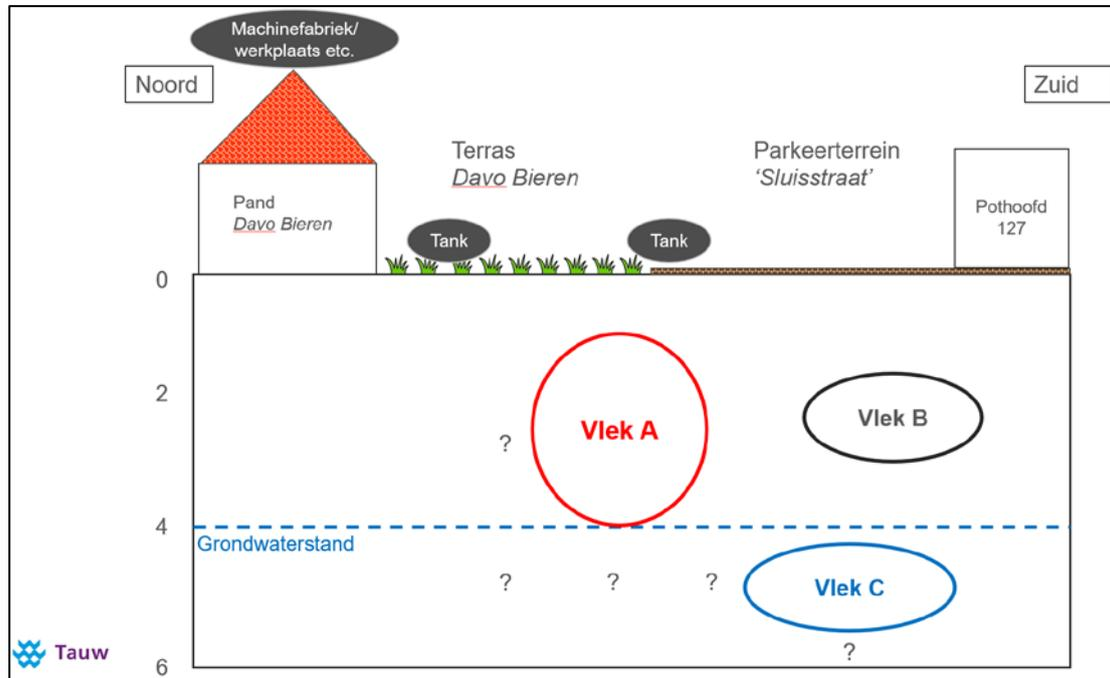 Machinefabriek/
werkplaats etc.
Noord
Zuid
Terras
Davo Bieren
Parkeerterrein
'Sluisstraat'
Pand
Davo Bieren
Pothoofd
127
Tank
Tank
0
2
Vlek A
Vlek B
?
4
Grondwaterstand
?
?
?
Vlek C
?
Tauw
6